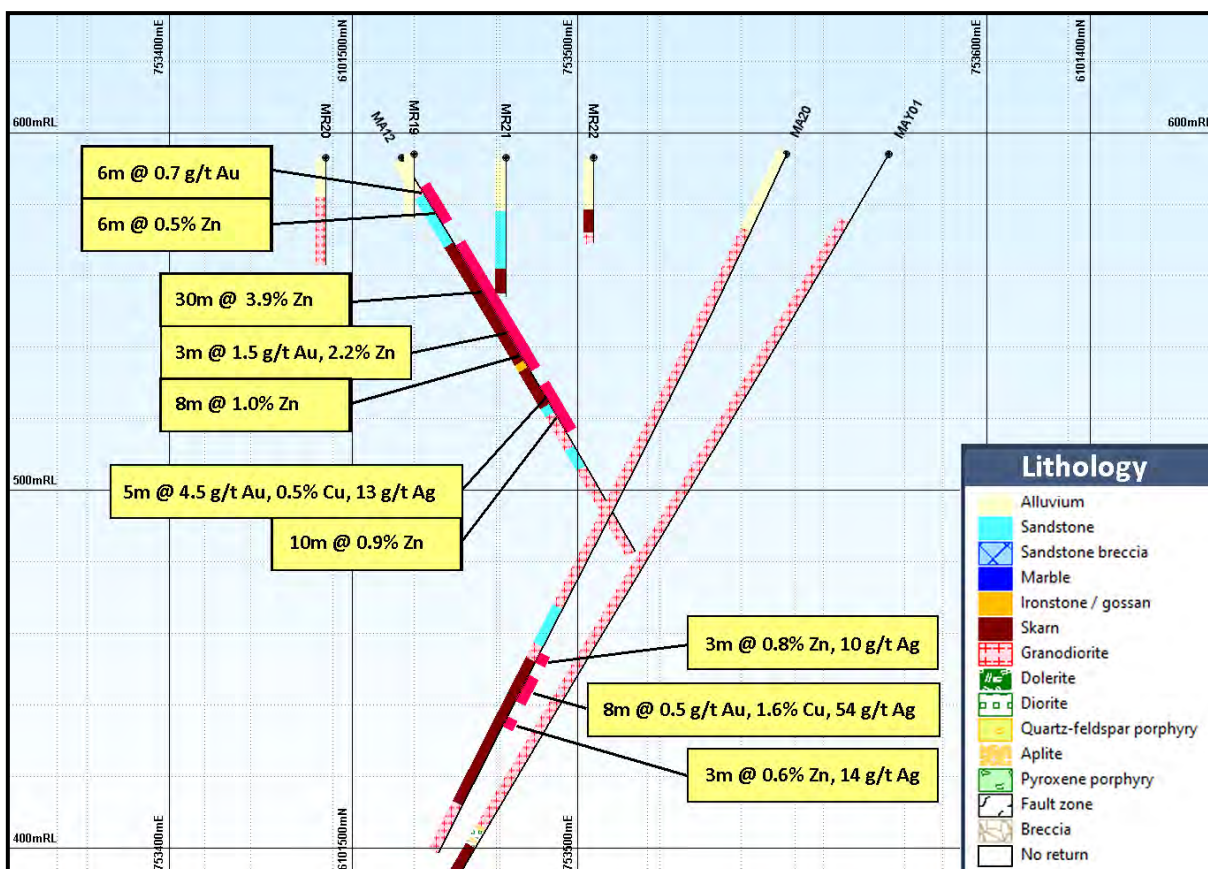 753400mE
6101500mN
753500mE
753600mE
6101400mN
600mRL
600mRL
MR20
MA12
MR19
MR21
MR22
MA20
MAY01
6m @ 0.7 g/t Au
6m @ 0.5% Zn
30m @ 3.9% Zn
3m @ 1.5 g/t Au, 2.2% Zn
8m @ 1.0% Zn
5m @ 4.5 g/t Au, 0.5% Cu, 13 g/t Ag
10m @ 0.9% Zn
500mRL
3m @ 0.8% Zn, 10 g/t Ag
8m @ 0.5 g/t Au, 1.6% Cu, 54 g/t Ag
3m @ 0.6% Zn, 14 g/t Ag
400mRL
753400mE
6101500mN
753500mE
Lithology
Alluvium
Sandstone
Sandstone breccia
Marble
Ironstone / gossan
Skarn
Granodiorite
Dolerite
Diorite
Quartz-feldspar porphyry
Aplite
Pyroxene porphyry
Fault zone
Breccia
No return